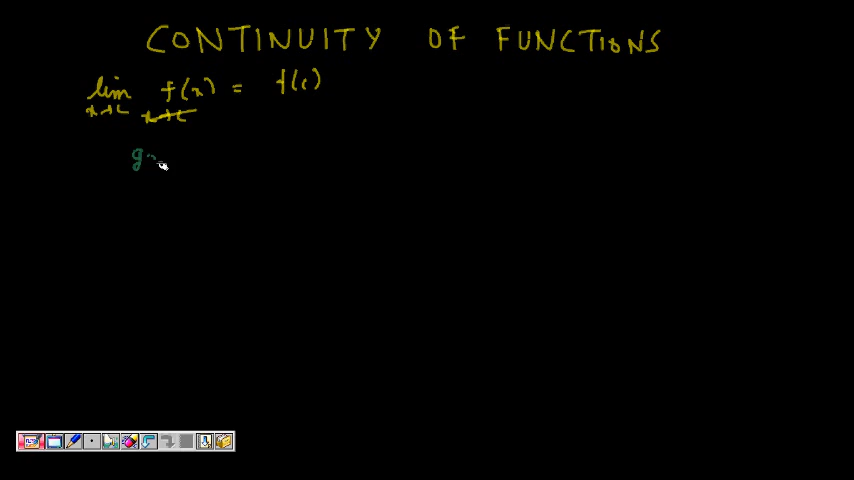 CONTINUITY OF FUNCTIONS
lim f(x) = f(c)
x→c x→c